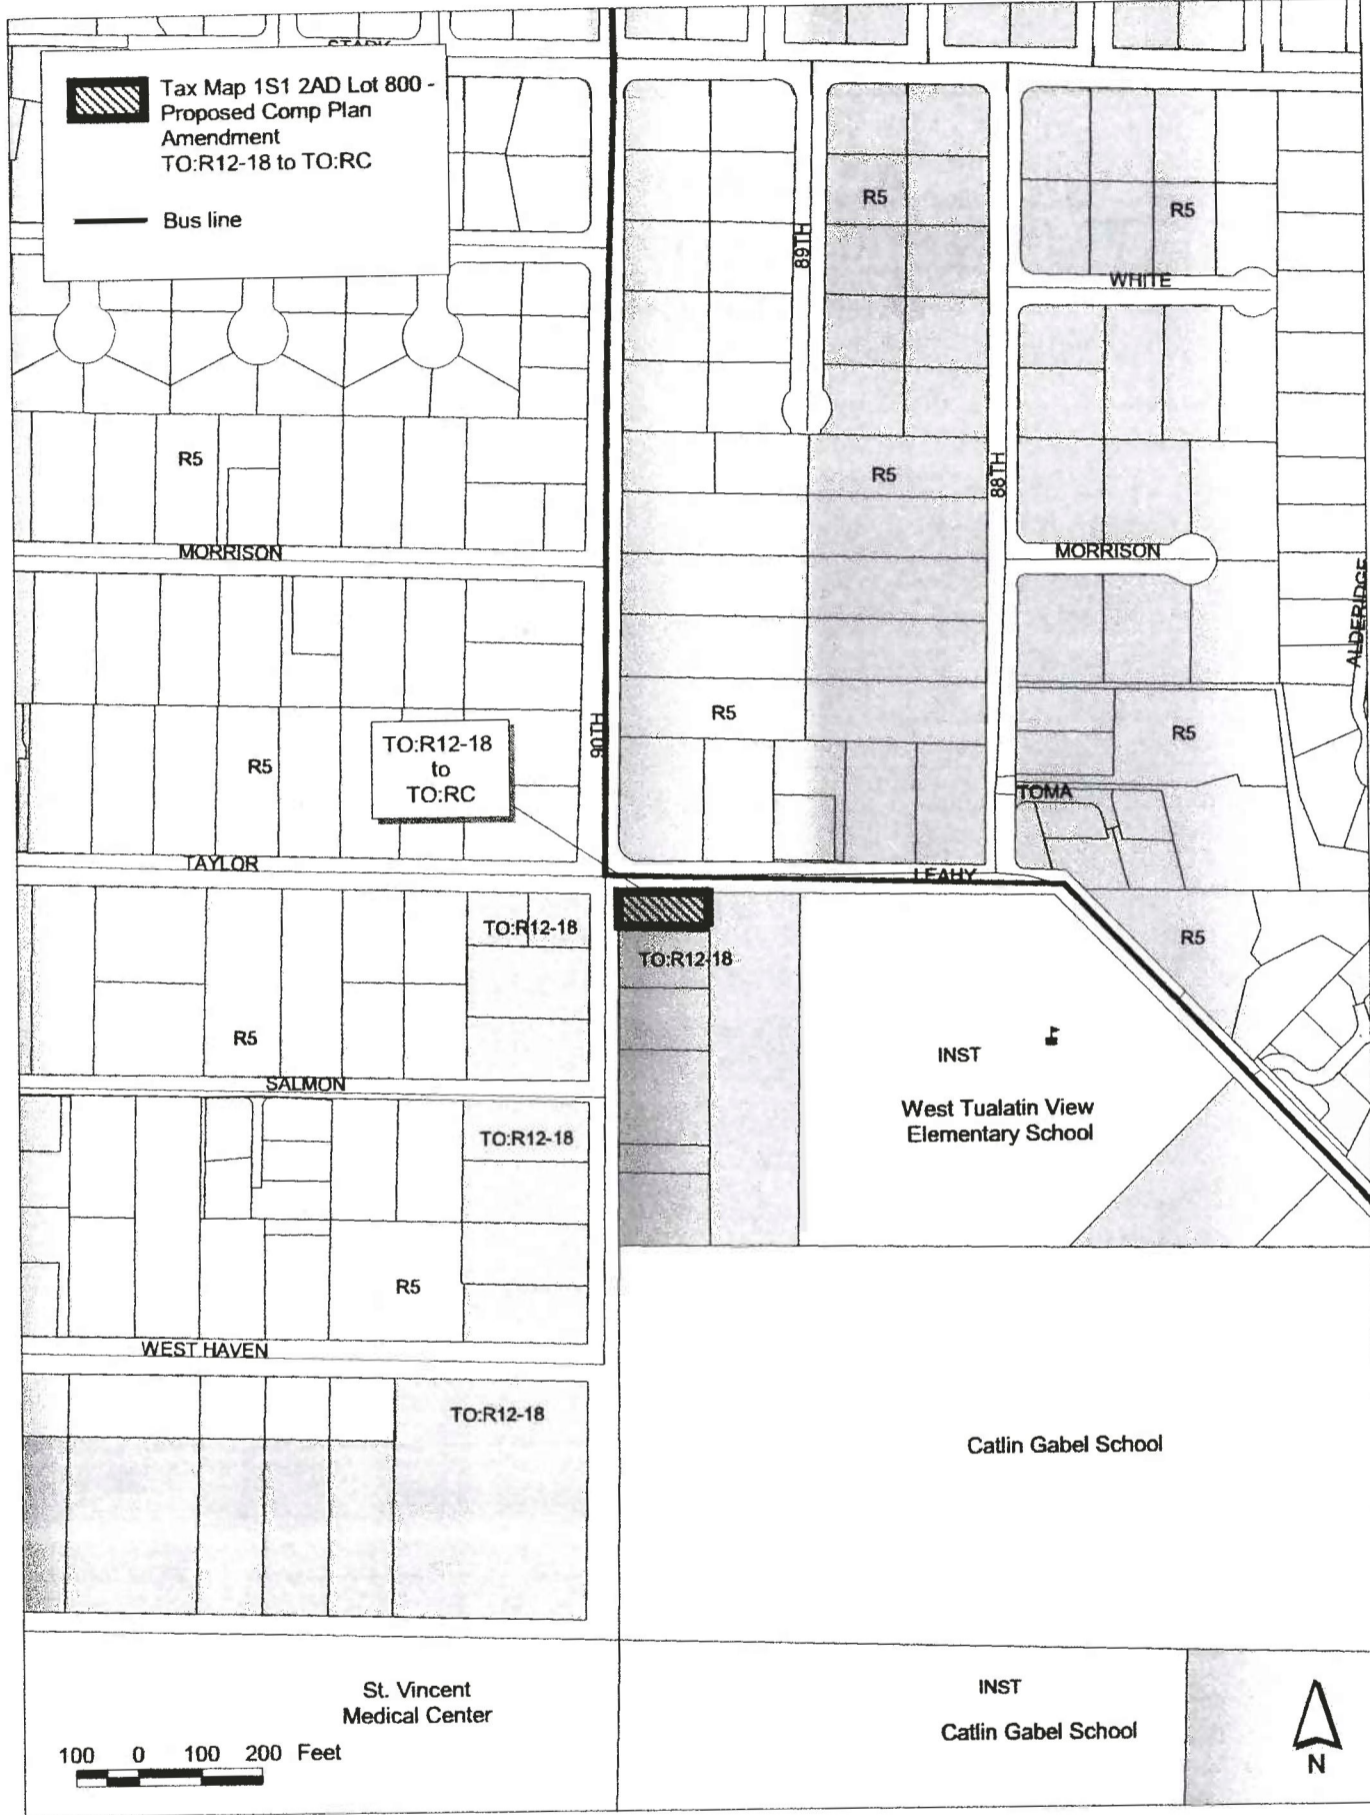 STARK
Tax Map 1S1 2AD Lot 800 -
Proposed Comp Plan
Amendment
TO:R12-18 to TO:RC
Bus line
R5
R5
89TH
WHITE
R5
R5
88TH
MORRISON
MORRISON
ALDERIDGE
R5
R5
90TH
TO:R12-18
to
TO:RC
R5
TOMA
TAYLOR
LEAHY
TO:R12-18
R5
TO:R12-18
R5
INST
SALMON
West Tualatin View
Elementary School
TO:R12-18
R5
WEST HAVEN
TO:R12-18
Catlin Gabel School
St. Vincent
Medical Center
INST
Catlin Gabel School
100 0 100 200 Feet
N